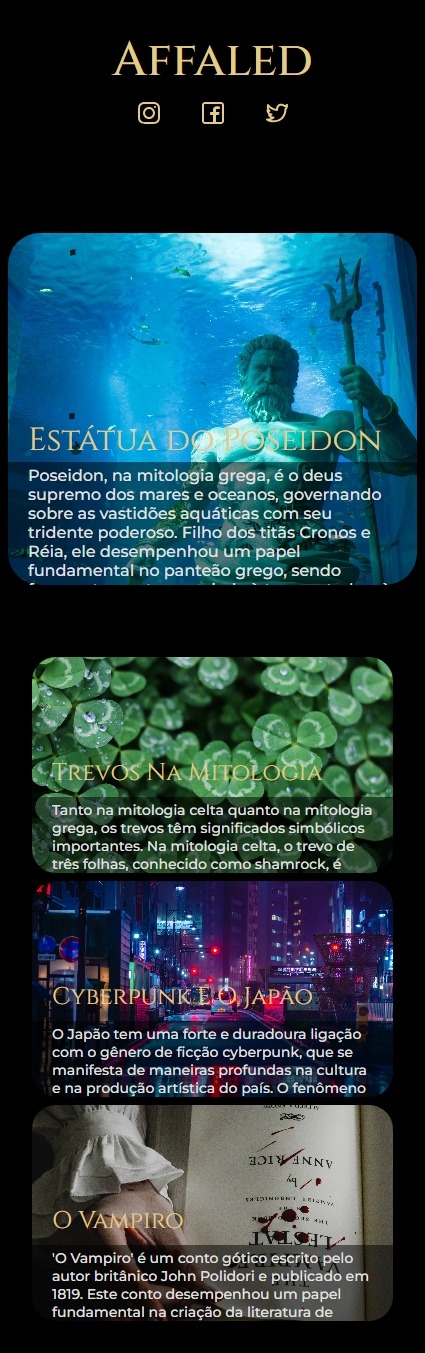 Affaled
Estátua do Poseidon
Poseidon, na mitologia grega, é o deus
supremo dos mares e oceanos, governando
sobre as vastidões aquáticas com seu
tridente poderoso. Filho dos titãs Cronos e
Réia, ele desempenhou um papel
fundamental no panteão grego, sendo
Trevos Na Mitologia
Tanto na mitologia celta quanto na mitologia
grega, os trevos têm significados simbólicos
importantes. Na mitologia celta, o trevo de
três folhas, conhecido como shamrock, é
Cyberpunk E O Japão
O Japão tem uma forte e duradoura ligação
com o gênero de ficção cyberpunk, que se
manifesta de maneiras profundas na cultura
e na produção artística do país. O fenômeno
ANNE RICE
by
VAMPIRE CHRONICLES
LESTAT
VAMPIRE
O Vampiro
'O Vampiro' é um conto gótico escrito pelo
autor britânico John Polidori e publicado em
1819. Este conto desempenhou um papel
fundamental na criação da literatura de